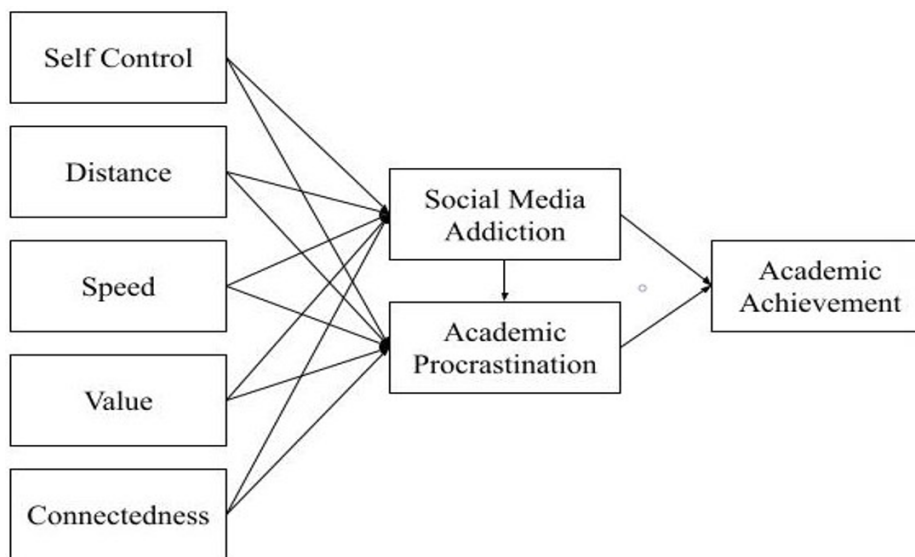 Self Control
Distance
Speed
Value
Connectedness
Social Media
Addiction
Academic
Procrastination
Academic
Achievement